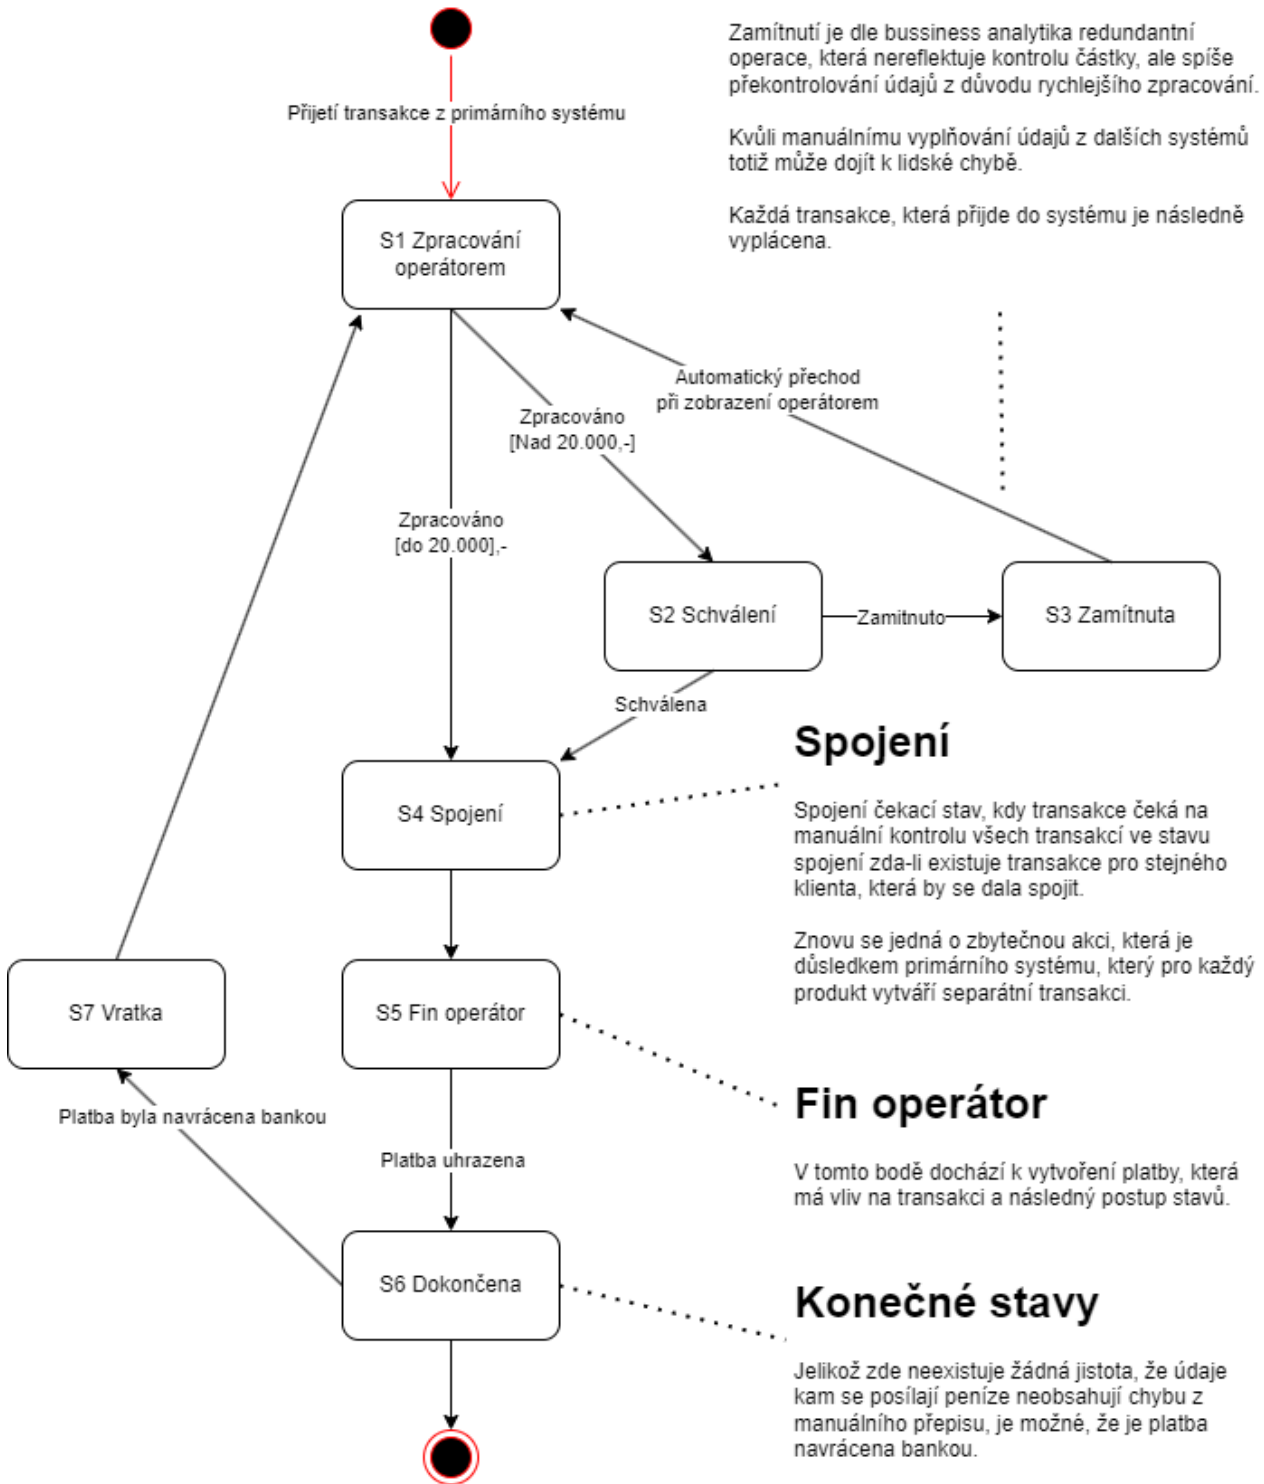 Zamítnutí je dle bussiness analytika redundantní
operace, která nereflektuje kontrolu částky, ale spíše
překontrolování údajů z důvodu rychlejšího zpracování.
Kvůli manuálnímu vyplňování údajů z dalších systémů
totiž může dojít k lidské chybě.
Každá transakce, která přijde do systému je následně
vyplácena.
Přijetí transakce z primárního systému
S1 Zpracování
operátorem
Automatický přechod
při zobrazení operátorem
Zpracováno
[Nad 20.000,-]
Zpracováno
[do 20.000],-
S2 Schválení
Zamitnuto
S3 Zamítnuta
Schválena
S4 Spojení
Spojení
Spojení čekací stav, kdy transakce čeká na
manuální kontrolu všech transakcí ve stavu
spojení zda-li existuje transakce pro stejného
klienta, která by se dala spojit.
Znovu se jedná o zbytečnou akci, která je
důsledkem primárního systému, který pro každý
produkt vytváří separátní transakci.
S7 Vratka
S5 Fin operátor
Fin operátor
V tomto bodě dochází k vytvoření platby, která
má vliv na transakci a následný postup stavů.
Platba byla navrácena bankou
Platba uhrazena
S6 Dokončena
Konečné stavy
Jelikož zde neexistuje žádná jistota, že údaje
kam se posílají peníze neobsahují chybu z
manuálního přepisu, je možné, že je platba
navrácena bankou.